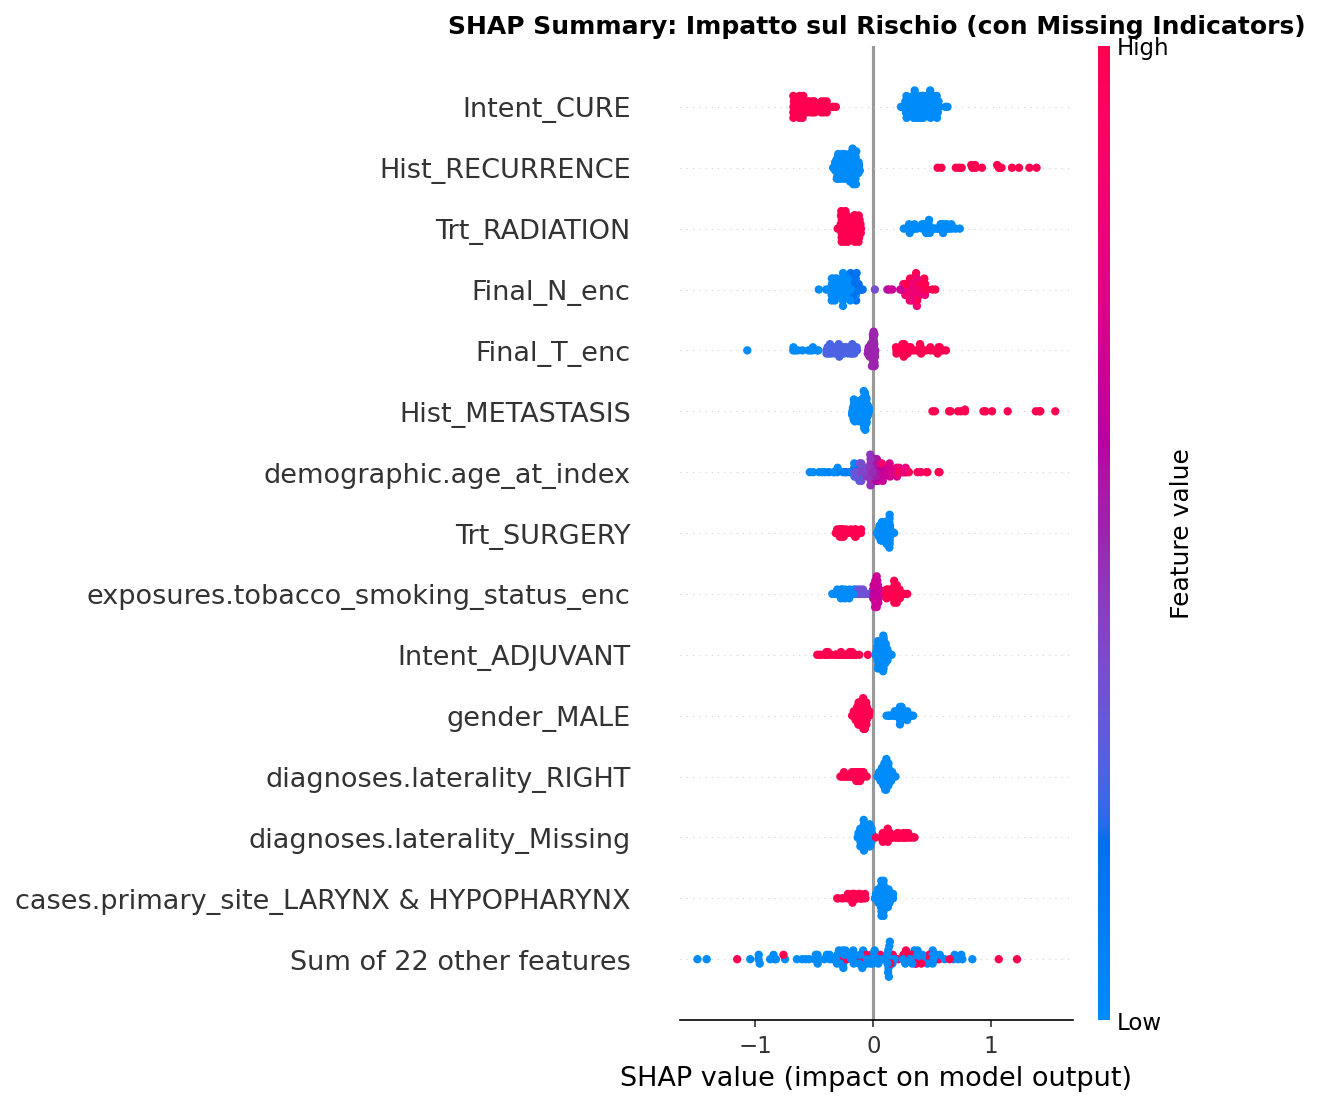 SHAP Summary: Impatto sul Rischio (con Missing Indicators)
High
Intent_CURE
Hist_RECURRENCE
Trt_RADIATION
Final_N_enc
Final_T_enc
Hist_METASTASIS
demographic.age_at_index
Trt_SURGERY
exposures.tobacco_smoking_status_enc
Intent_ADJUVANT
gender_MALE
diagnoses.laterality_RIGHT
diagnoses.laterality_Missing
cases.primary_site_LARYNX & HYPOPHARYNX
Sum of 22 other features
Feature value
Low
−1 0 1
SHAP value (impact on model output)